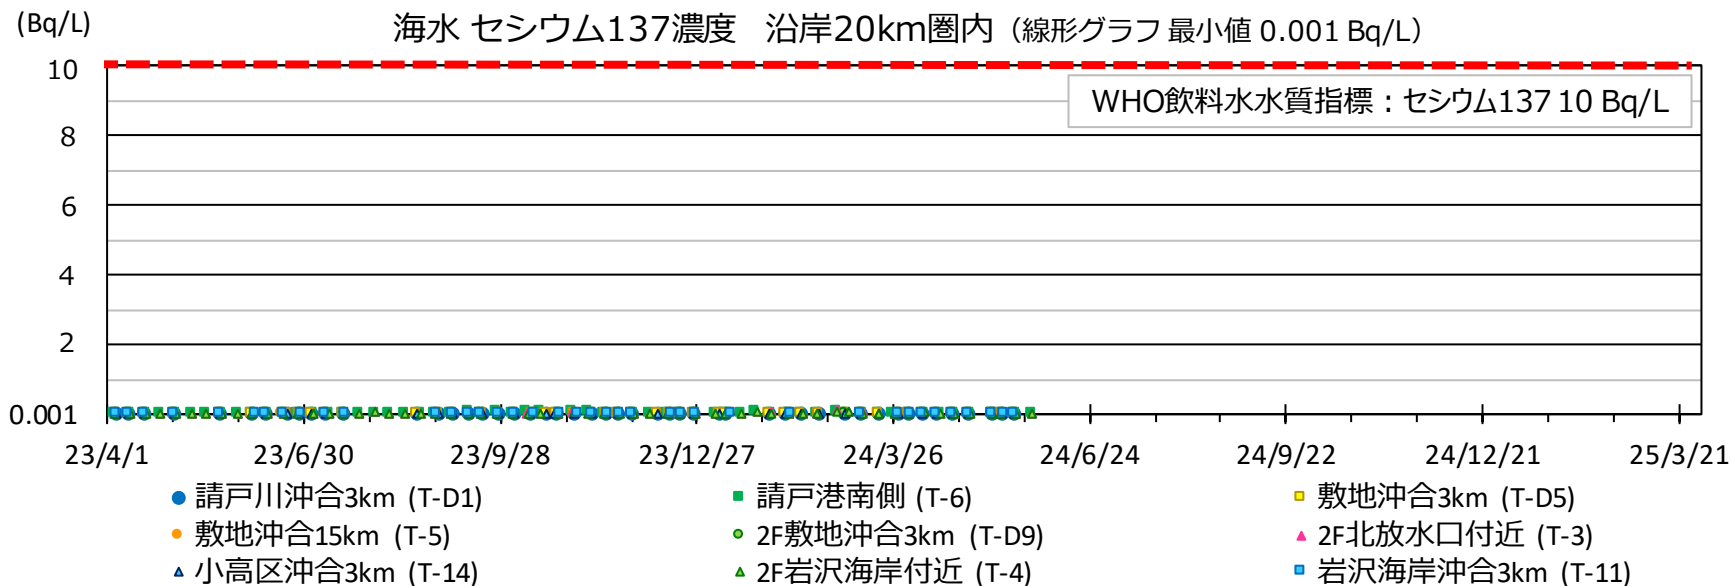 (Bq/L)
海水 セシウム137濃度 沿岸20km圏内（線形グラフ 最小値 0.001 Bq/L）
10
WHO飲料水水質指標：セシウム137 10 Bq/L
8
6
4
2
0.001
23/4/1 23/6/30 23/9/28 23/12/27 24/3/26 24/6/24 24/9/22 24/12/21 25/3/21
請戸川沖合3km (T-D1) 請戸港南側 (T-6) 敷地沖合3km (T-D5)
敷地沖合15km (T-5) 2F敷地沖合3km (T-D9) 2F北放水口付近 (T-3)
小高区沖合3km (T-14) 2F岩沢海岸付近 (T-4) 岩沢海岸沖合3km (T-11)